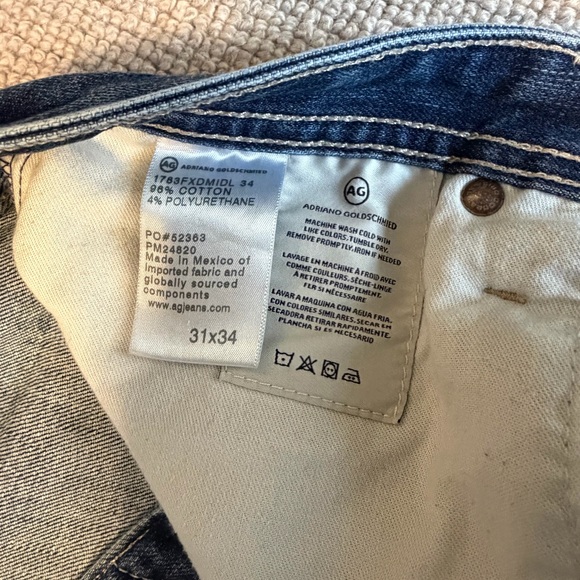 AG ADRIANO GOLDSCHMIED
1783FXDMIDL 34
96% COTTON
4% POLYURETHANE
PO#52363
PM24820
Made in Mexico of
imported fabric and
globally sourced
components
www.agjeans.com
31x34
AG
ADRIANO GOLDSCHMIED
MACHINE WASH COLD WITH
LIKE COLORS. TUMBLE DRY.
REMOVE PROMPTLY. IRON IF NEEDED
LAVAGE EN MACHINE À FROID AVEC
COMME COULEURS. SÈCHE-LINGE
À RETIRER PROMPTEMENT.
FER SI NÉCESSAIRE
LAVAR A MAQUINA CON AGUA FRIA.
CON COLORES SIMILARES. SECAR EN
SECADORA RETIRAR RAPIDAMENTE.
PLANCHA SI ES NECESARIO